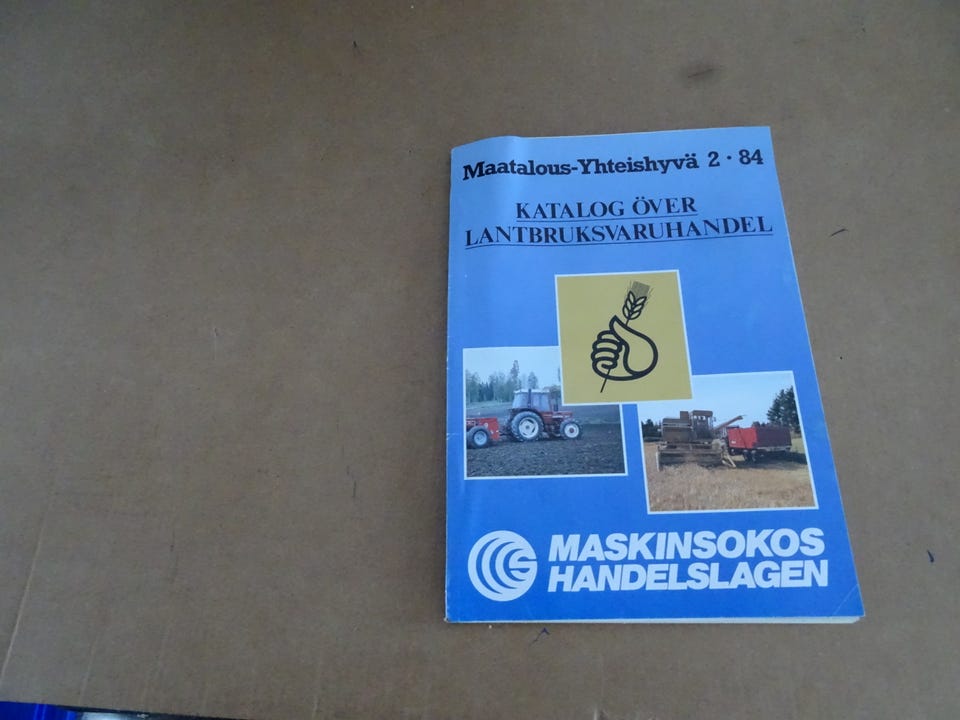 Maatalous-Yhteishyvä 2 · 84
KATALOG ÖVER
LANTBRUKSVARUHANDEL
MASKINSOKOS
HANDELSLAGEN